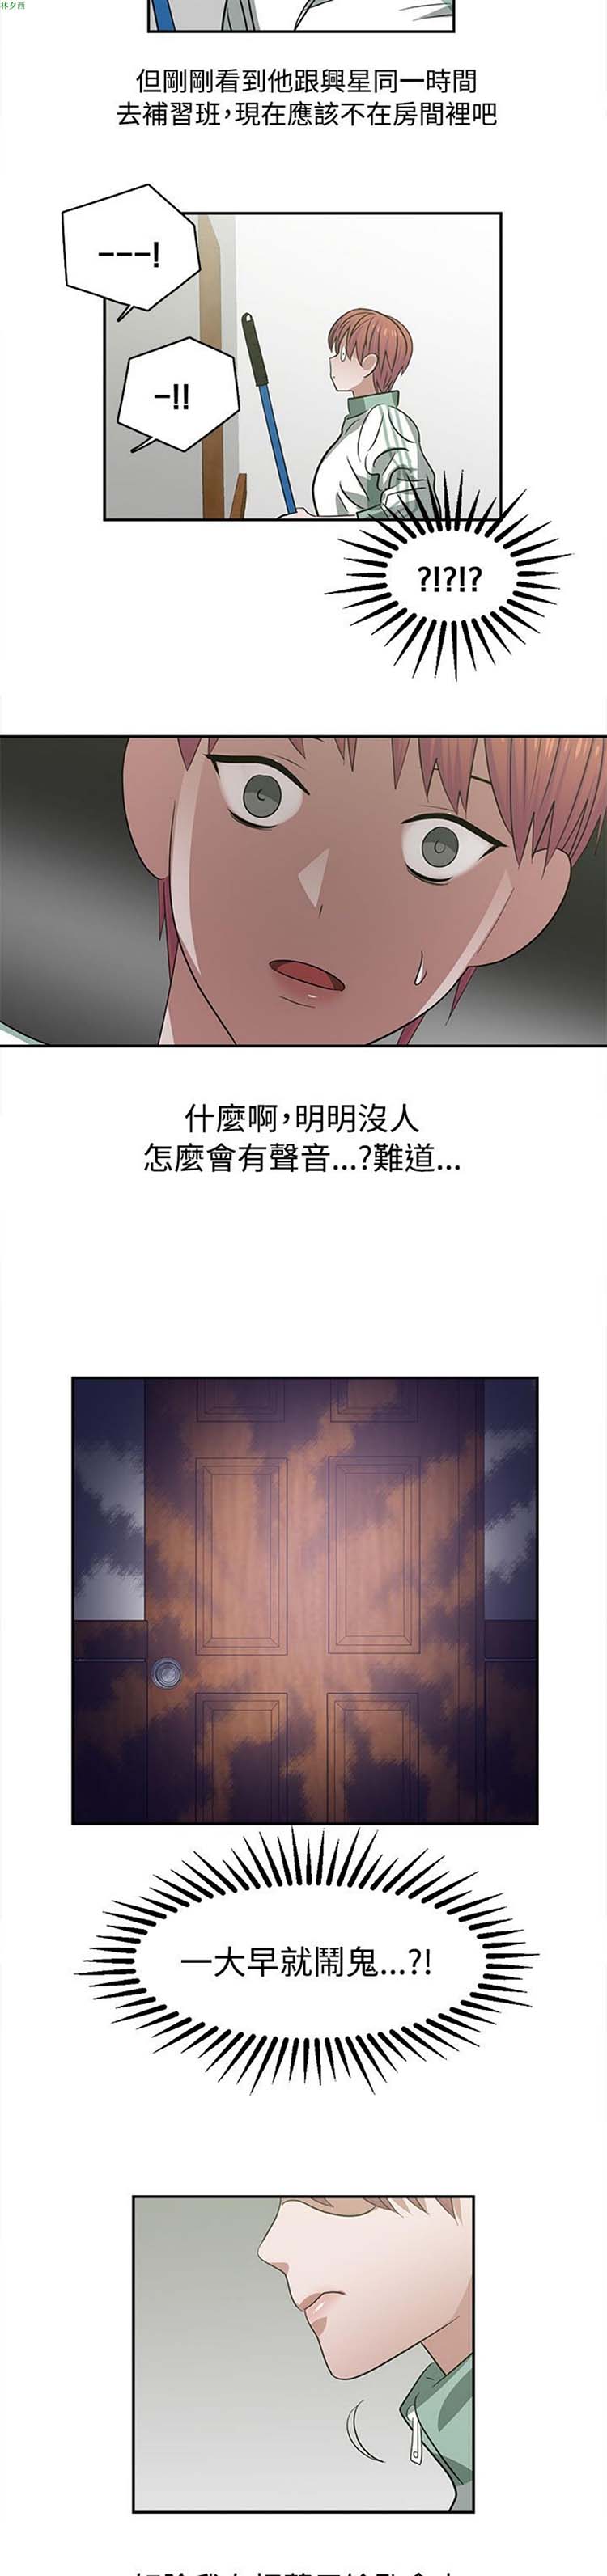 林夕西
但剛剛看到他跟興星同一時間
去補習班，現在應該不在房間裡吧
---!
-!!
?!?!?
什麼啊，明明沒人
怎麼會有聲音...?難道...
一大早就鬧鬼...?!